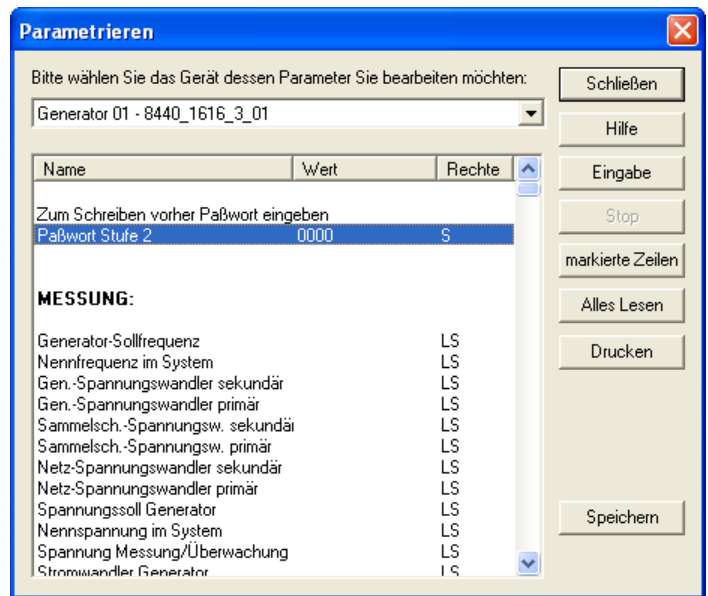 Parametrieren
Bitte wählen Sie das Gerät dessen Parameter Sie bearbeiten möchten:
Generator 01 - 8440_1616_3_01
Schließen
Hilfe
Eingabe
Stop
markierte Zeilen
Alles Lesen
Drucken
Speichern
Name Wert Rechte
Zum Schreiben vorher Paßwort eingeben
Paßwort Stufe 2 0000 S
MESSUNG:
Generator-Sollfrequenz LS
Nennfrequenz im System LS
Gen.-Spannungswandler sekundär LS
Gen.-Spannungswandler primär LS
Sammelsch.-Spannungsw. sekundäi LS
Sammelsch.-Spannungsw. primär LS
Netz-Spannungswandler sekundär LS
Netz-Spannungswandler primär LS
Spannungssoll Generator LS
Nennspannung im System LS
Spannung Messung/Überwachung LS
Stromwandler Generator LS